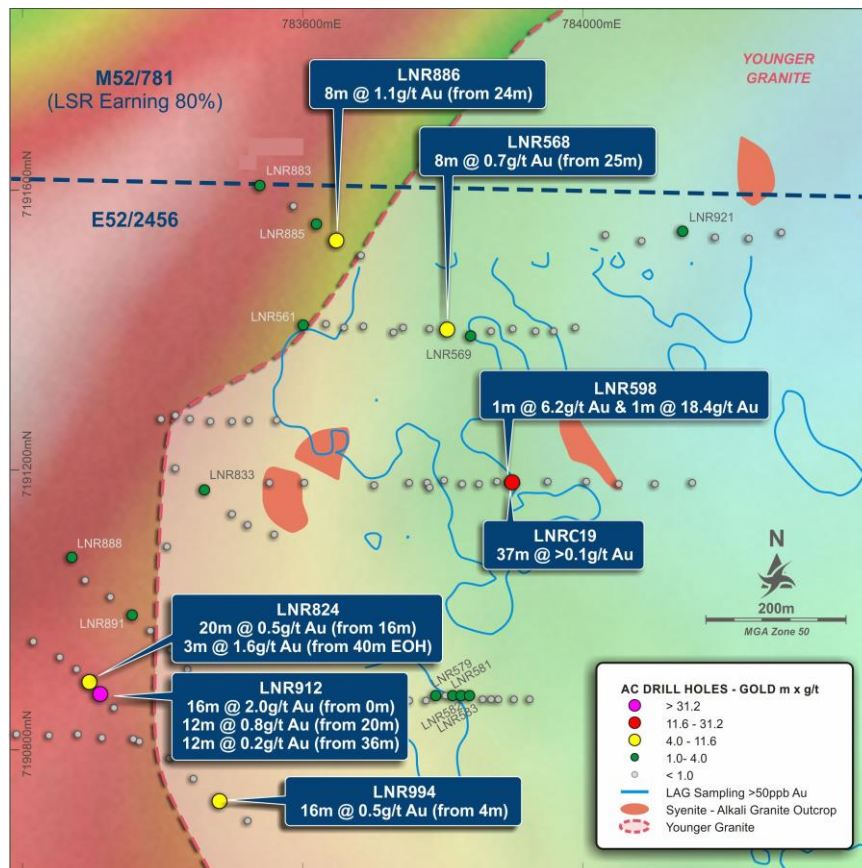 783600mE
784000mE
M52/781
(LSR Earning 80%)
YOUNGER
GRANITE
LNR886
8m @ 1.1g/t Au (from 24m)
LNR568
8m @ 0.7g/t Au (from 25m)
LNR883
7191600mN
E52/2456
LNR885
LNR921
LNR561
LNR569
LNR598
1m @ 6.2g/t Au & 1m @ 18.4g/t Au
7191200mN
LNR833
LNRC19
37m @ >0.1g/t Au
LNR888
N
200m
MGA Zone 50
LNR891
LNR824
20m @ 0.5g/t Au (from 16m)
3m @ 1.6g/t Au (from 40m EOH)
LNR579
LNR581
LNR582
LNR583
LNR912
16m @ 2.0g/t Au (from 0m)
12m @ 0.8g/t Au (from 20m)
12m @ 0.2g/t Au (from 36m)
7190800mN
LNR994
16m @ 0.5g/t Au (from 4m)
AC DRILL HOLES - GOLD m x g/t
> 31.2
11.6 - 31.2
4.0 - 11.6
1.0- 4.0
< 1.0
LAG Sampling >50ppb Au
Syenite - Alkali Granite Outcrop
Younger Granite